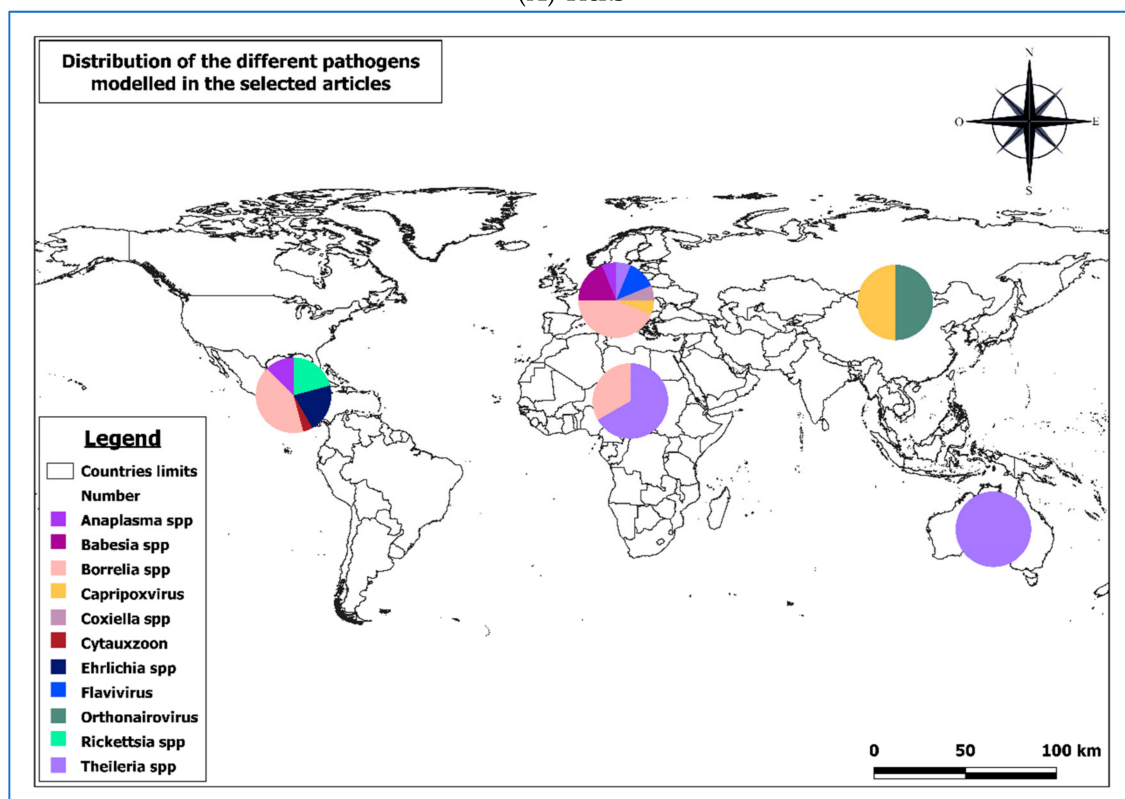 Distribution of the different pathogens
modelled in the selected articles
N
O
E
S
Legend
Countries limits
Number
Anaplasma spp
Babesia spp
Borrelia spp
Capripoxvirus
Coxiella spp
Cytauxzoon
Ehrlichia spp
Flavivirus
Orthonairovirus
Rickettsia spp
Theileria spp
0 50 100 km